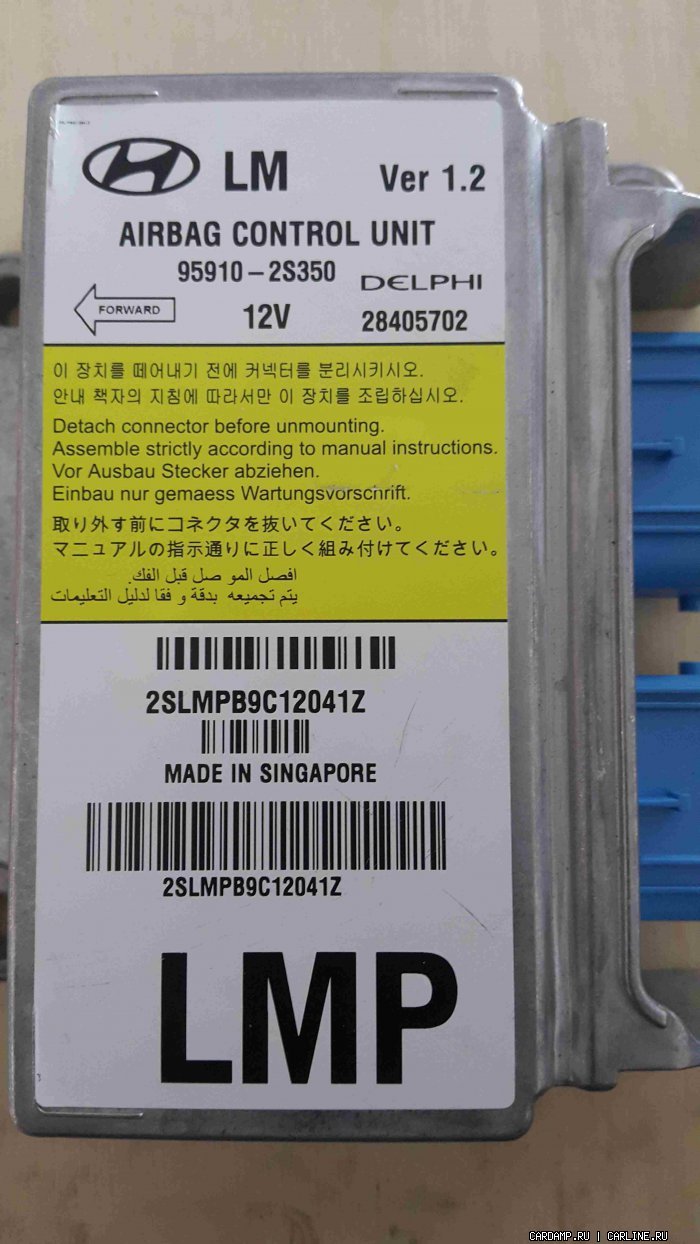 LM Ver 1.2
AIRBAG CONTROL UNIT
95910-2S350 DELPHI
FORWARD 12V 28405702
이 장치를 떼어내기 전에 커넥터를 분리시키시오.
안내 책자의 지침에 따라서만 이 장치를 조립하십시오.
Detach connector before unmounting.
Assemble strictly according to manual instructions.
Vor Ausbau Stecker abziehen.
Einbau nur gemaess Wartungsvorschrift.
取り外す前にコネクタを抜いてください。
マニュアルの指示通りに正しく組み付けてください。
افصل المو صل قبل الفك.
يتم تجميعه بدقة و فقا لدليل التعليمات
2SLMPB9C12041Z
MADE IN SINGAPORE
2SLMPB9C12041Z
LMP
CARDAMP.RU | CARLINE.RU